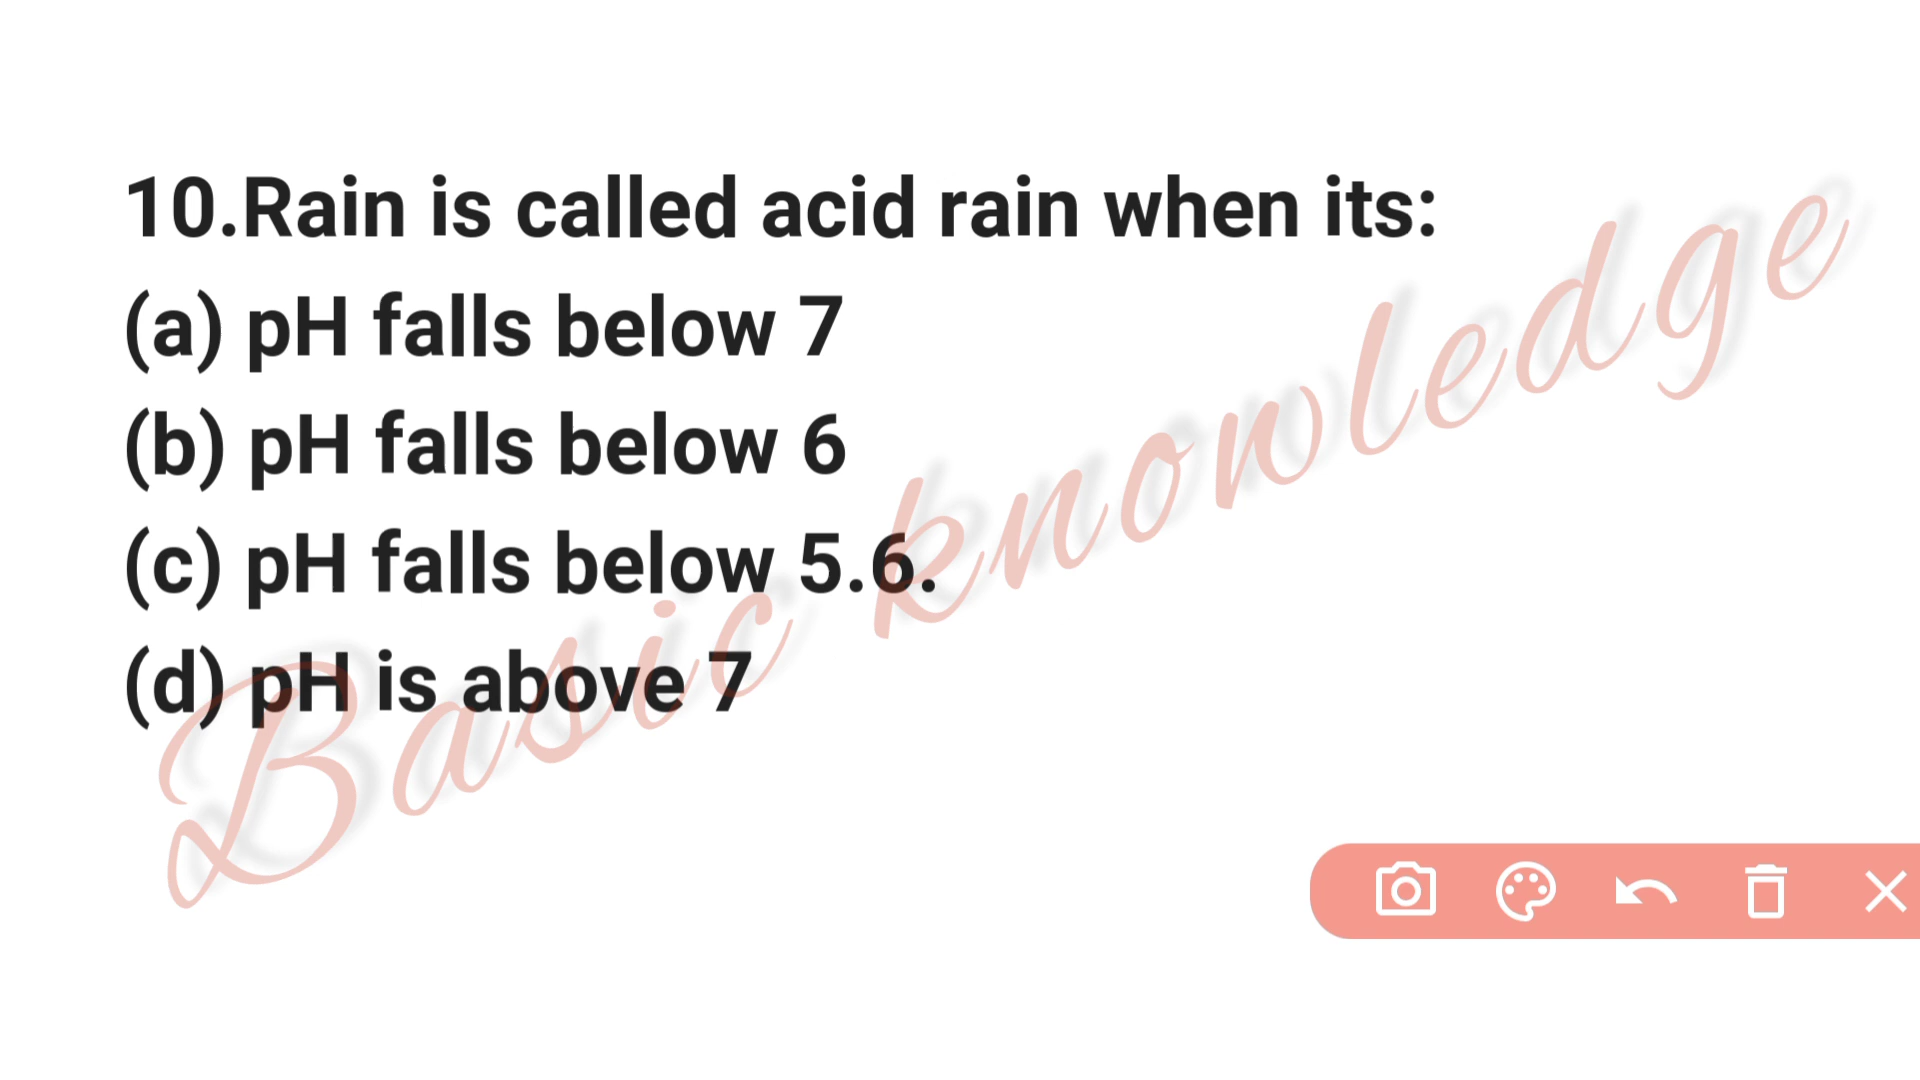 10.Rain is called acid rain when its:
(a) pH falls below 7
(b) pH falls below 6
(c) pH falls below 5.6.
(d) pH is above 7
Basic knowledge